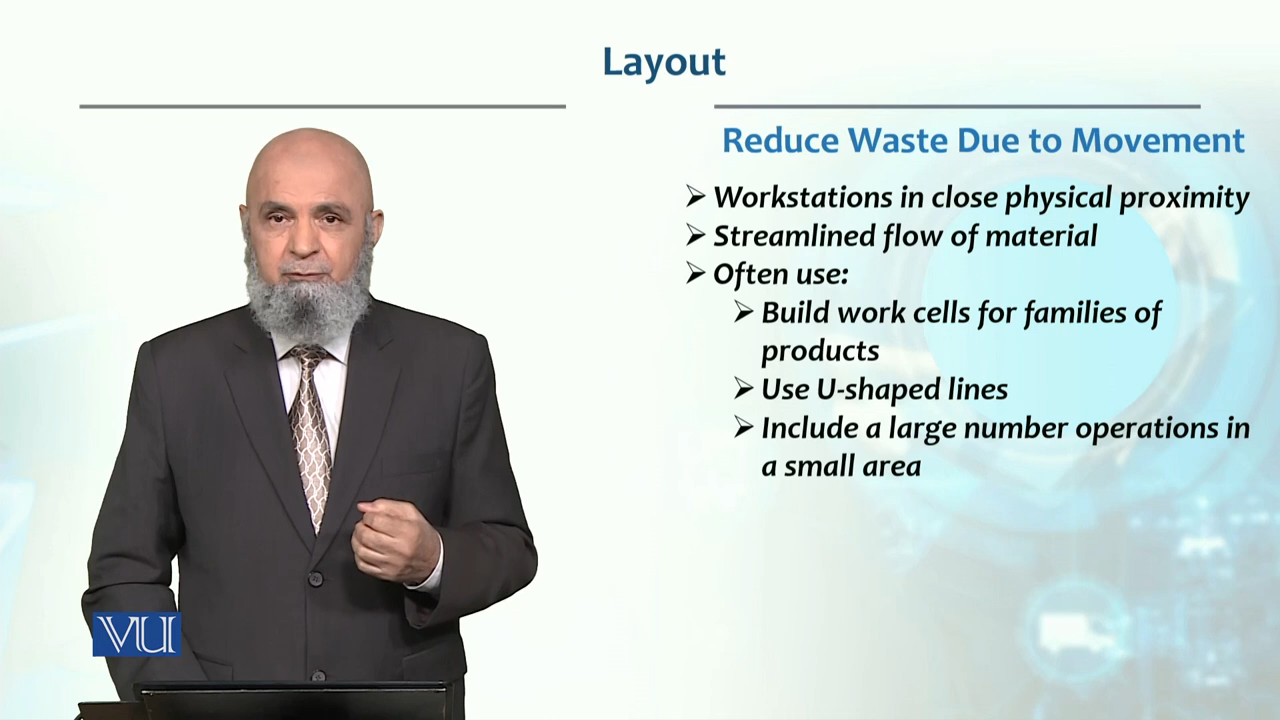 Layout
Reduce Waste Due to Movement
➢ Workstations in close physical proximity
➢ Streamlined flow of material
➢ Often use:
➢ Build work cells for families of
products
➢ Use U-shaped lines
➢ Include a large number operations in
a small area
VU